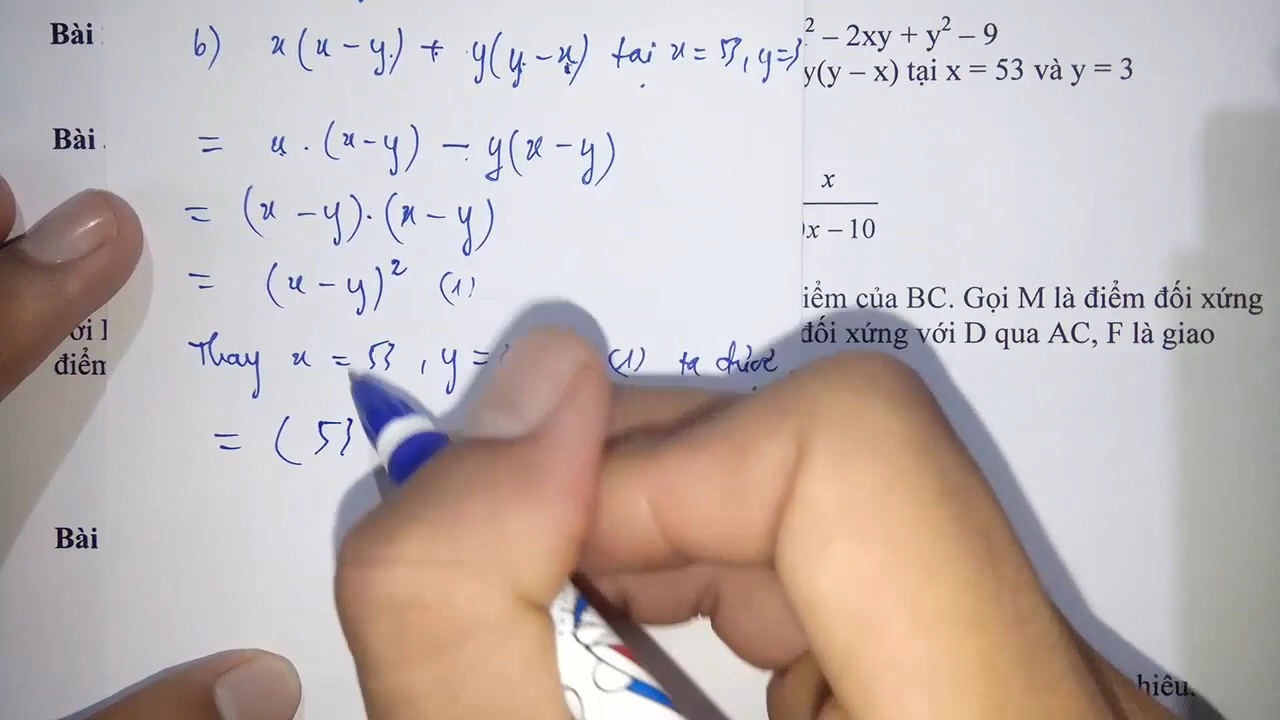 Bài
b) x(x - y) + y(y - x) tại x = 53, y = 3
² – 2xy + y² – 9
y(y – x) tại x = 53 và y = 3
Bài
= x . (x - y) - y(x - y)
x
x – 10
= (x - y) . (x - y)
= (x - y)² (1)
iểm của BC. Gọi M là điểm đối xứng
đối xứng với D qua AC, F là giao
điểm
Thay x = 53, y = (1) ta được
= (53
Bài
hiêu.